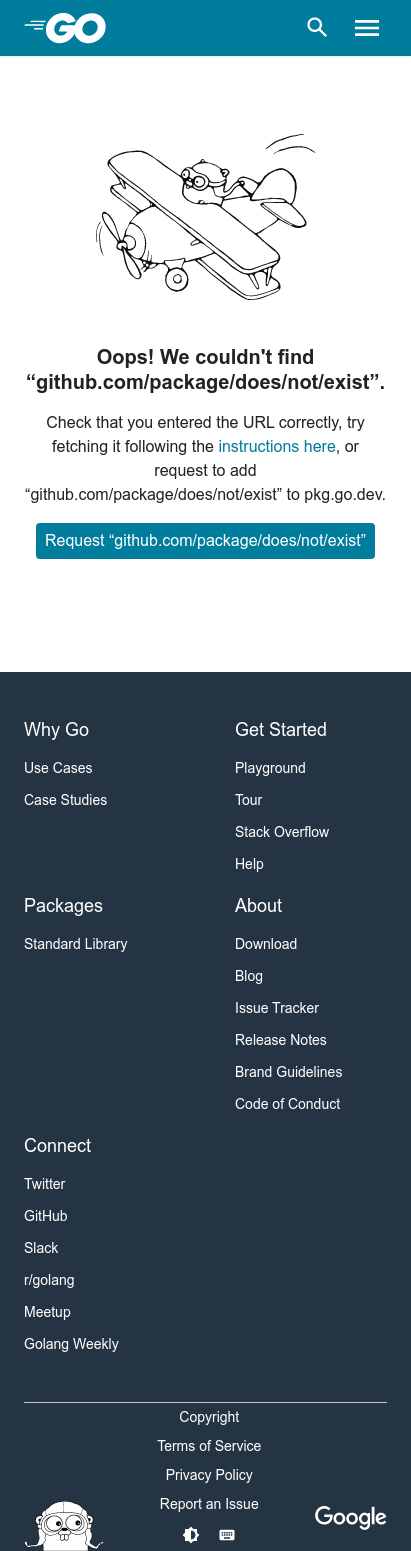 GO
Oops! We couldn't find
“github.com/package/does/not/exist”.
Check that you entered the URL correctly, try
fetching it following the instructions here, or
request to add
“github.com/package/does/not/exist” to pkg.go.dev.
Request “github.com/package/does/not/exist”
Why Go
Use Cases
Case Studies
Get Started
Playground
Tour
Stack Overflow
Help
Packages
Standard Library
About
Download
Blog
Issue Tracker
Release Notes
Brand Guidelines
Code of Conduct
Connect
Twitter
GitHub
Slack
r/golang
Meetup
Golang Weekly
Copyright
Terms of Service
Privacy Policy
Report an Issue
Google